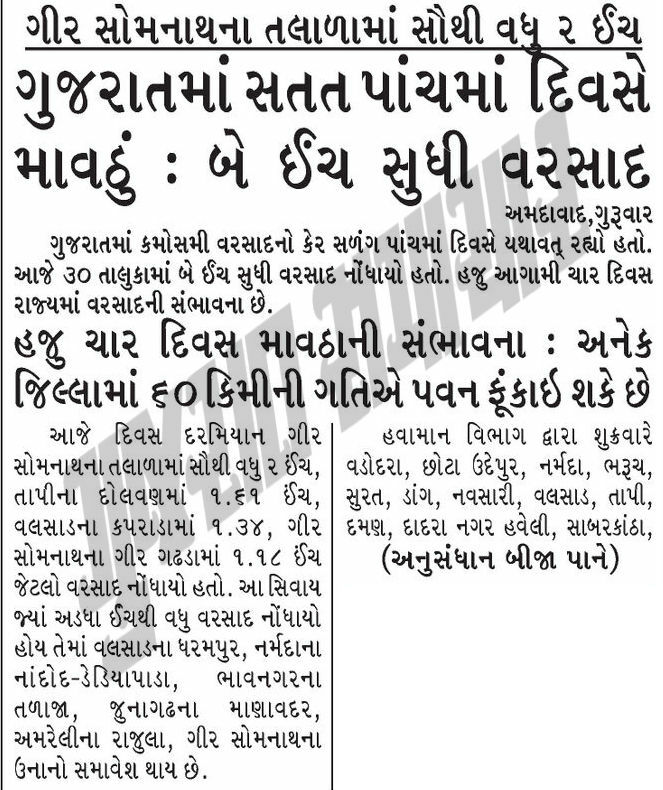 ગીર સોમનાથના તલાળામાં સૌથી વધુ ૨ ઈંચ
ગુજરાતમાં સતત પાંચમાં દિવસે
માવઠું : બે ઈંચ સુધી વરસાદ
અમદાવાદ,ગુરૂવાર
ગુજરાતમાં કમોસમી વરસાદનો કેર સળંગ પાંચમાં દિવસે યથાવત્ રહ્યો હતો.
આજે ૩૦ તાલુકામાં બે ઈંચ સુધી વરસાદ નોંધાયો હતો. હજુ આગામી ચાર દિવસ
રાજ્યમાં વરસાદની સંભાવના છે.
હજુ ચાર દિવસ માવઠાની સંભાવના : અનેક
જિલ્લામાં ૬૦ કિમીની ગતિએ પવન ફૂંકાઇ શકે છે
આજે દિવસ દરમિયાન ગીર
સોમનાથના તલાળામાં સૌથી વધુ ૨ ઈંચ,
તાપીના દોલવણમાં ૧.૬૧ ઈંચ,
વલસાડના કપરાડામાં ૧.૩૪, ગીર
સોમનાથના ગીર ગઢડામાં ૧.૧૮ ઈંચ
જેટલો વરસાદ નોંધાયો હતો. આ સિવાય
જ્યાં અડધા ઈંચથી વધુ વરસાદ નોંધાયો
હોય તેમાં વલસાડના ધરમપુર, નર્મદાના
નાંદોદ-ડેડિયાપાડા, ભાવનગરના
તળાજા, જુનાગઢના માણાવદર,
અમરેલીના રાજુલા, ગીર સોમનાથના
ઉનાનો સમાવેશ થાય છે.
હવામાન વિભાગ દ્વારા શુક્રવારે
વડોદરા, છોટા ઉદેપુર, નર્મદા, ભરૂચ,
સુરત, ડાંગ, નવસારી, વલસાડ, તાપી,
દમણ, દાદરા નગર હવેલી, સાબરકાંઠા,
(અનુસંધાન બીજા પાને)